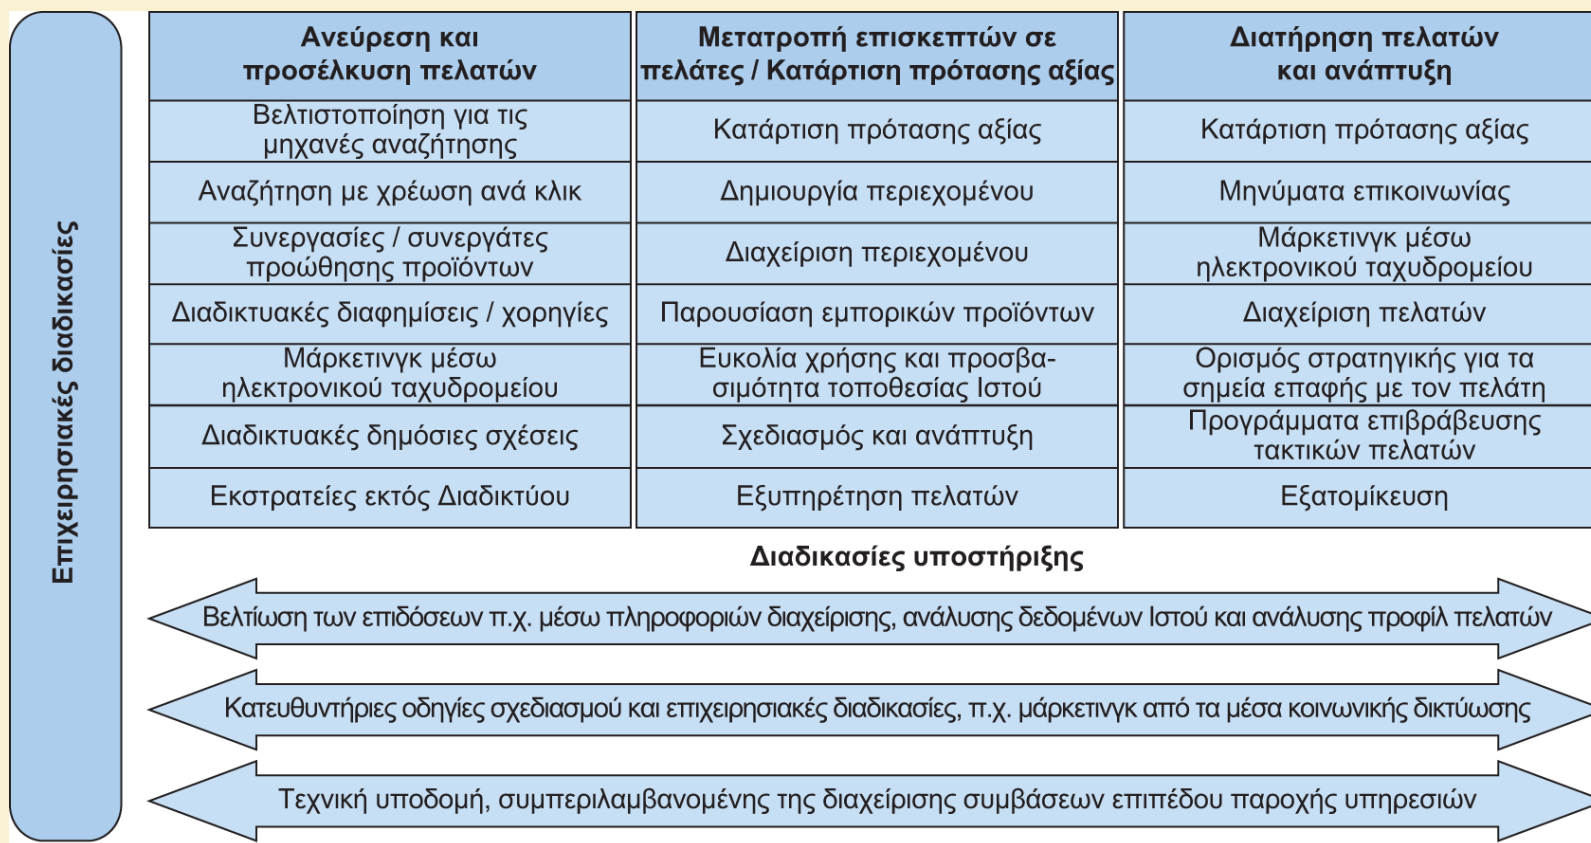 Επιχειρησιακές διαδικασίες
Ανεύρεση και
προσέλκυση πελατών
Βελτιστοποίηση για τις
μηχανές αναζήτησης
Αναζήτηση με χρέωση ανά κλικ
Συνεργασίες / συνεργάτες
προώθησης προϊόντων
Διαδικτυακές διαφημίσεις / χορηγίες
Μάρκετινγκ μέσω
ηλεκτρονικού ταχυδρομείου
Διαδικτυακές δημόσιες σχέσεις
Εκστρατείες εκτός Διαδικτύου
Μετατροπή επισκεπτών σε
πελάτες / Κατάρτιση πρότασης αξίας
Κατάρτιση πρότασης αξίας
Δημιουργία περιεχομένου
Διαχείριση περιεχομένου
Παρουσίαση εμπορικών προϊόντων
Ευκολία χρήσης και προσβα-
σιμότητα τοποθεσίας Ιστού
Σχεδιασμός και ανάπτυξη
Εξυπηρέτηση πελατών
Διατήρηση πελατών
και ανάπτυξη
Κατάρτιση πρότασης αξίας
Μηνύματα επικοινωνίας
Μάρκετινγκ μέσω
ηλεκτρονικού ταχυδρομείου
Διαχείριση πελατών
Ορισμός στρατηγικής για τα
σημεία επαφής με τον πελάτη
Προγράμματα επιβράβευσης
τακτικών πελατών
Εξατομίκευση
Διαδικασίες υποστήριξης
Βελτίωση των επιδόσεων π.χ. μέσω πληροφοριών διαχείρισης, ανάλυσης δεδομένων Ιστού και ανάλυσης προφίλ πελατών
Κατευθυντήριες οδηγίες σχεδιασμού και επιχειρησιακές διαδικασίες, π.χ. μάρκετινγκ από τα μέσα κοινωνικής δικτύωσης
Τεχνική υποδομή, συμπεριλαμβανομένης της διαχείρισης συμβάσεων επιπέδου παροχής υπηρεσιών